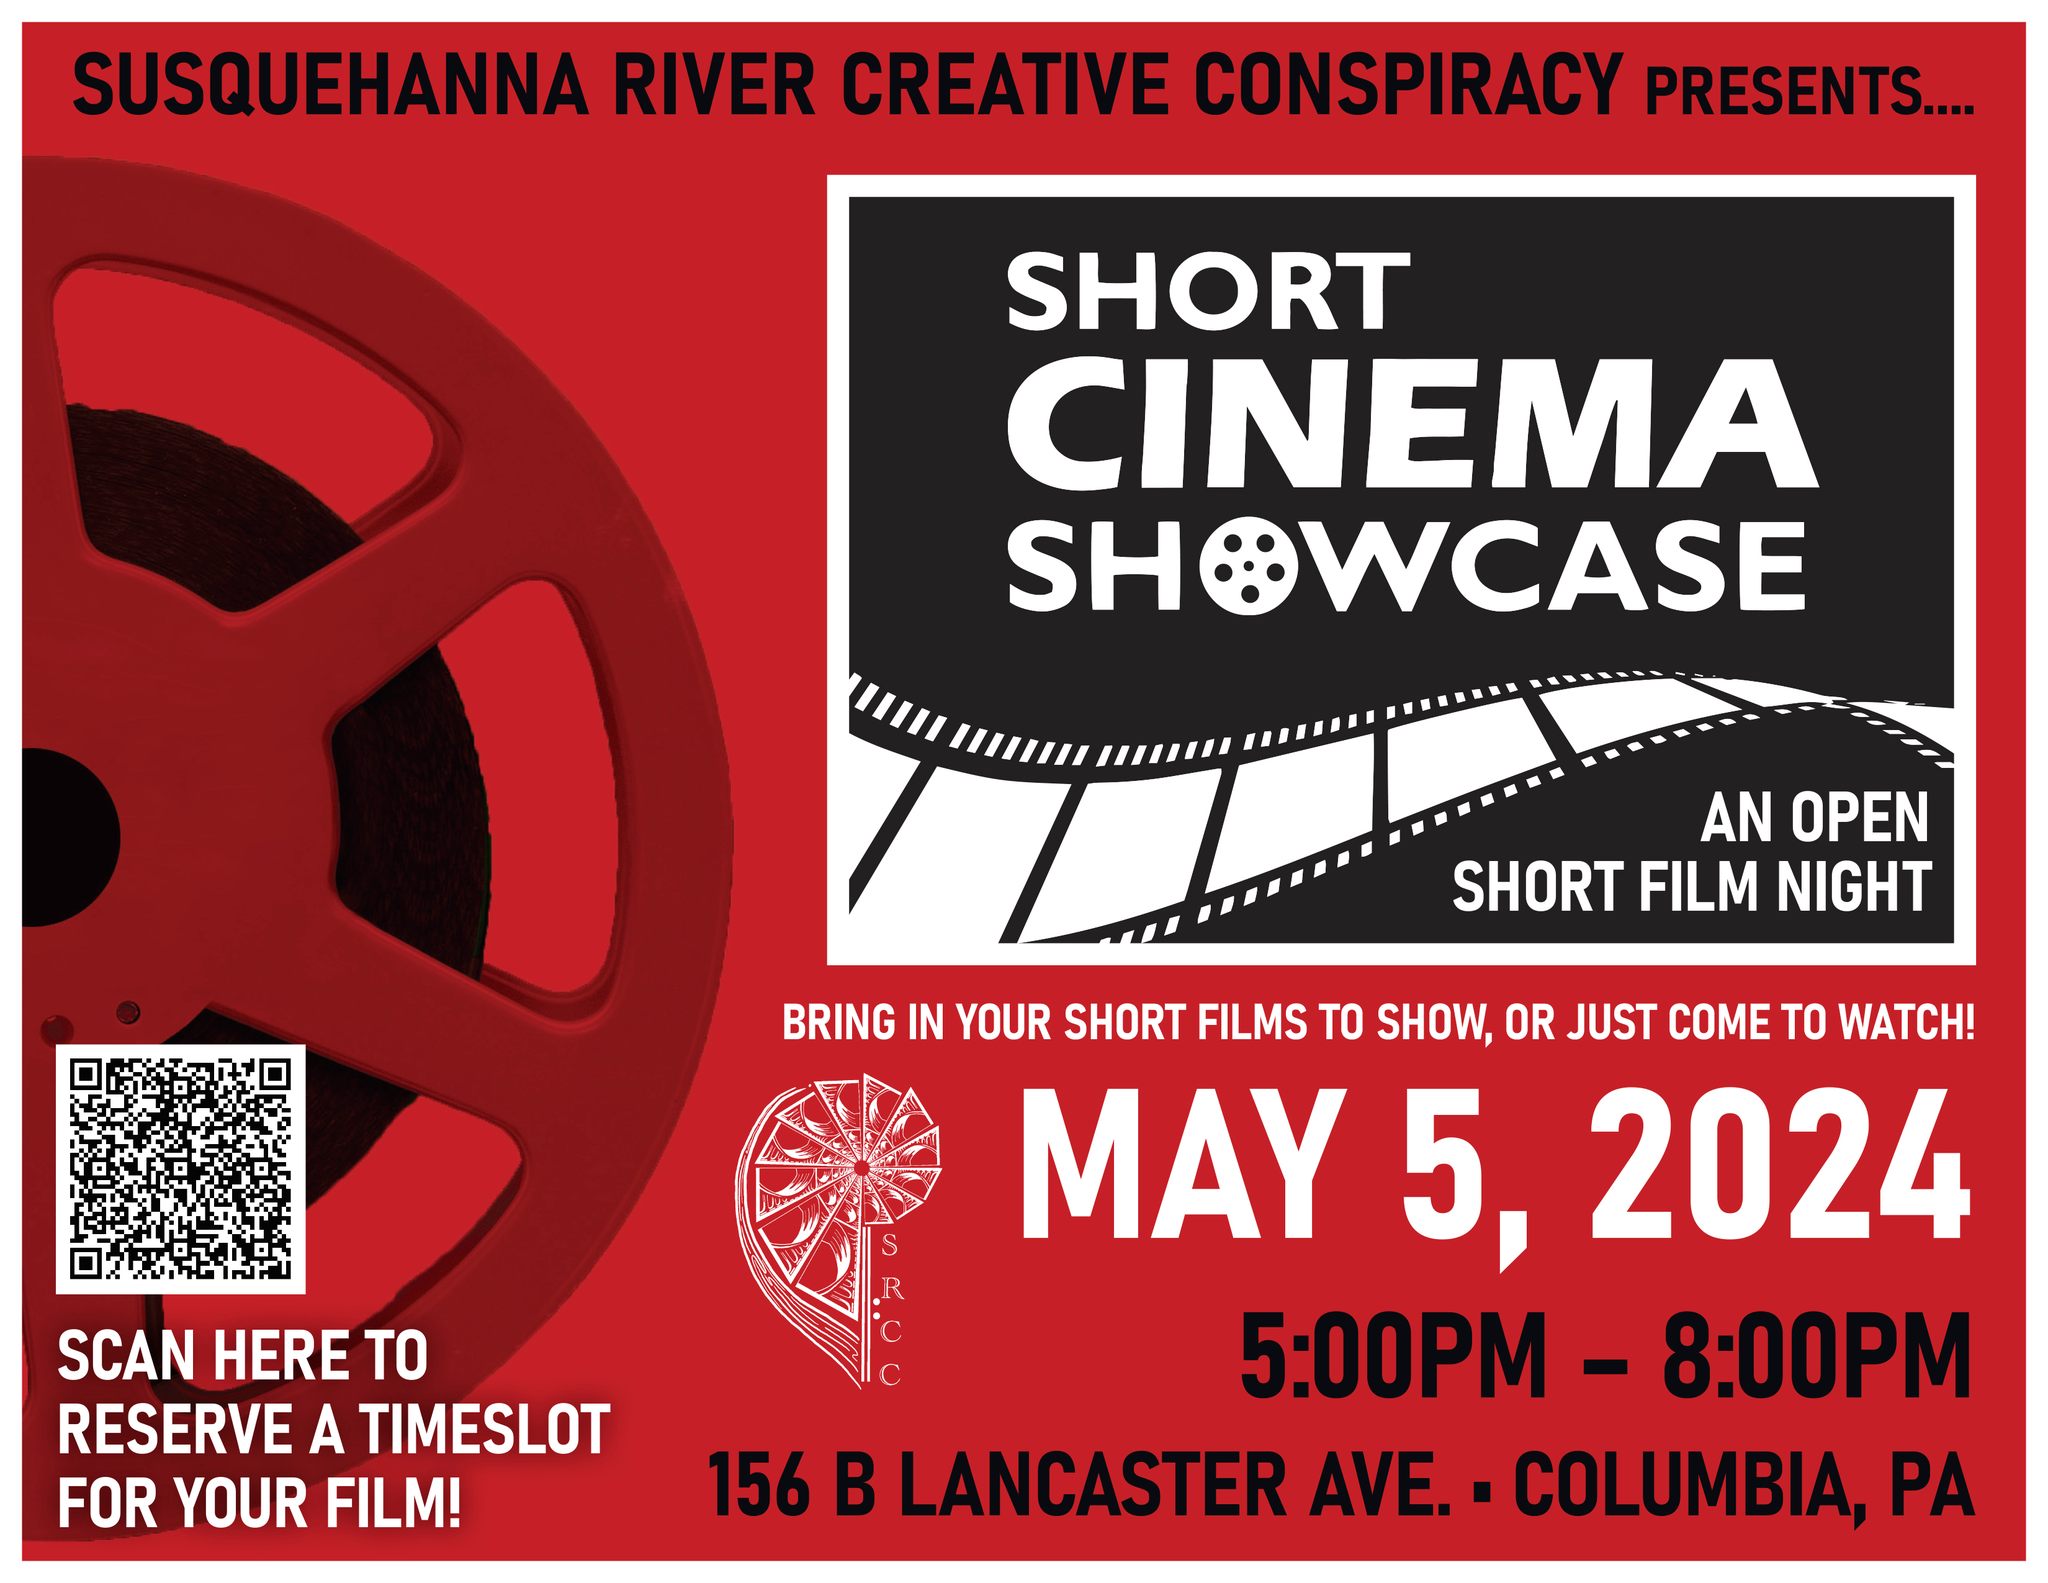 SUSQUEHANNA RIVER CREATIVE CONSPIRACY PRESENTS....
SHORT
CINEMA
SHOWCASE
AN OPEN
SHORT FILM NIGHT
BRING IN YOUR SHORT FILMS TO SHOW, OR JUST COME TO WATCH!
MAY 5, 2024
S
R
C
C
5:00PM – 8:00PM
156 B LANCASTER AVE. ▪ COLUMBIA, PA
SCAN HERE TO
RESERVE A TIMESLOT
FOR YOUR FILM!